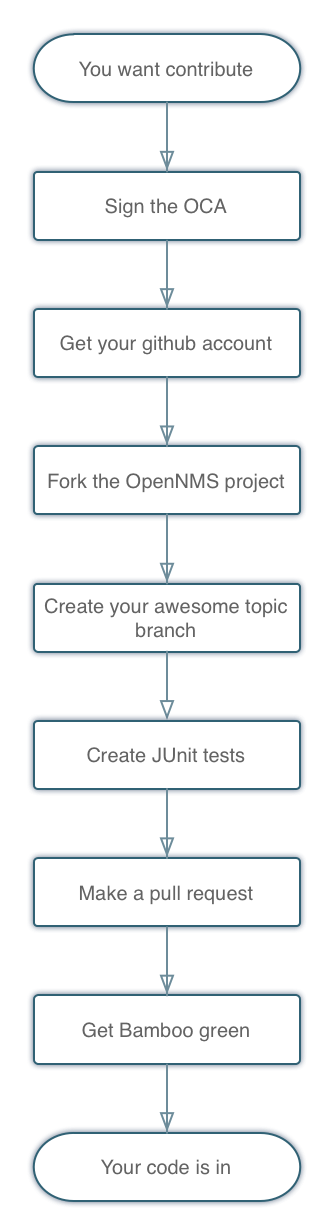 You want contribute
Sign the OCA
Get your github account
Fork the OpenNMS project
Create your awesome topic
branch
Create JUnit tests
Make a pull request
Get Bamboo green
Your code is in